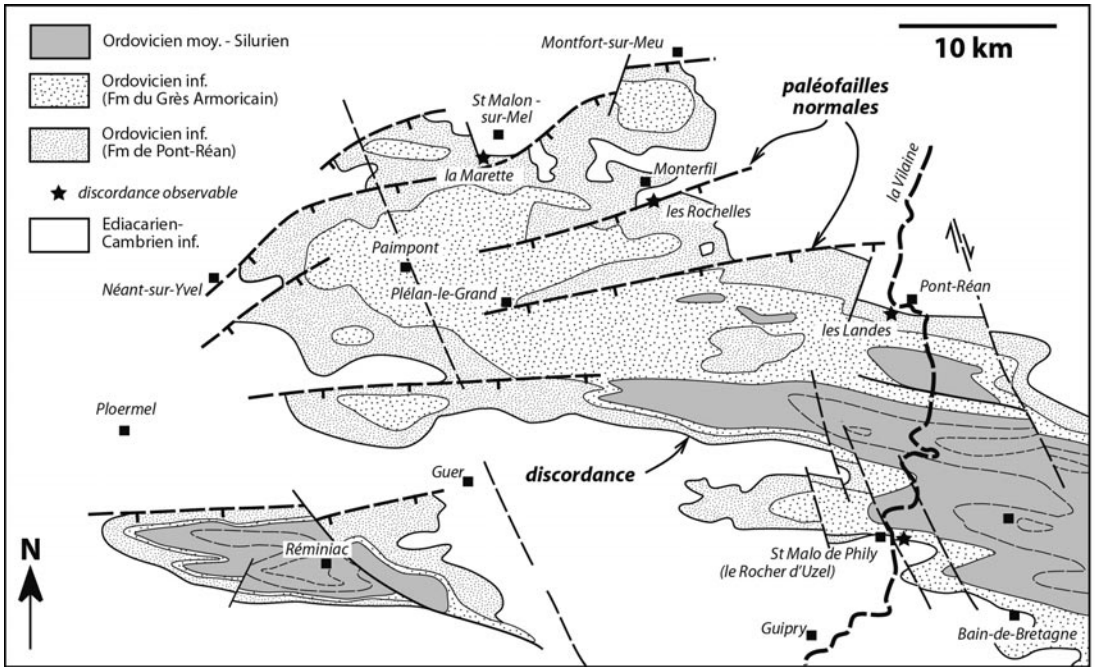 Ordovicien moy. - Silurien
Ordovicien inf.
(Fm du Grès Armoricain)
Ordovicien inf.
(Fm de Pont-Réan)
discordance observable
Ediacarien-
Cambrien inf.
Montfort-sur-Meu
10 km
paléofailles
normales
St Malon -
sur-Mel
la Marette
Monterfil
les Rochelles
la Vilaine
Paimpont
Néant-sur-Yvel
Plélan-le-Grand
Pont-Réan
les Landes
Ploermel
discordance
Guer
N
Réminiac
St Malo de Phily
(le Rocher d'Uzel)
Guipry
Bain-de-Bretagne